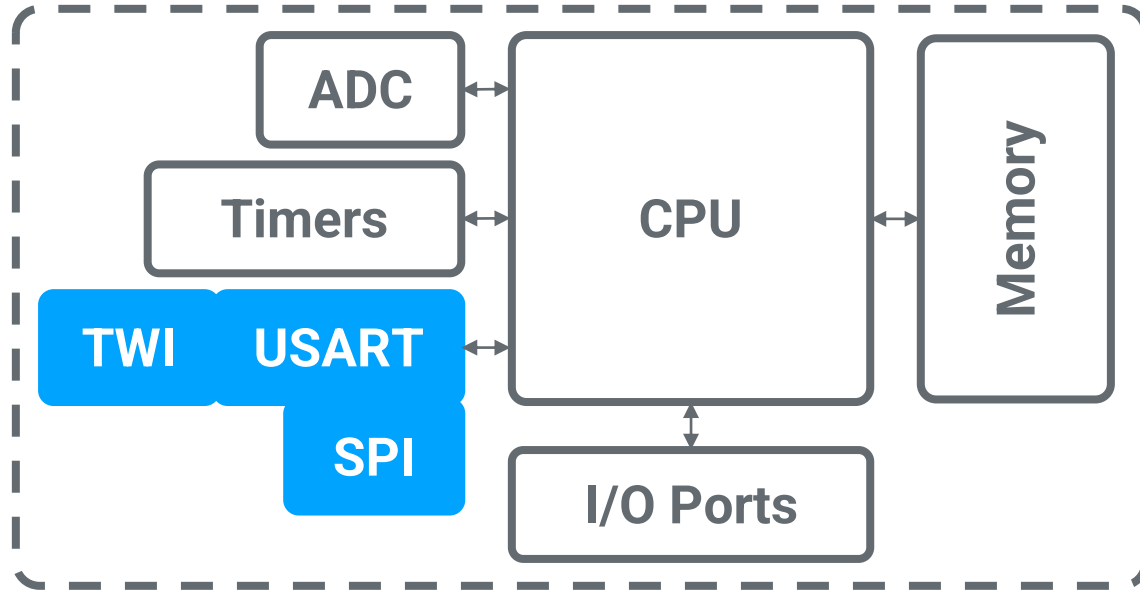 ADC
Timers
CPU
Memory
TWI
USART
SPI
I/O Ports